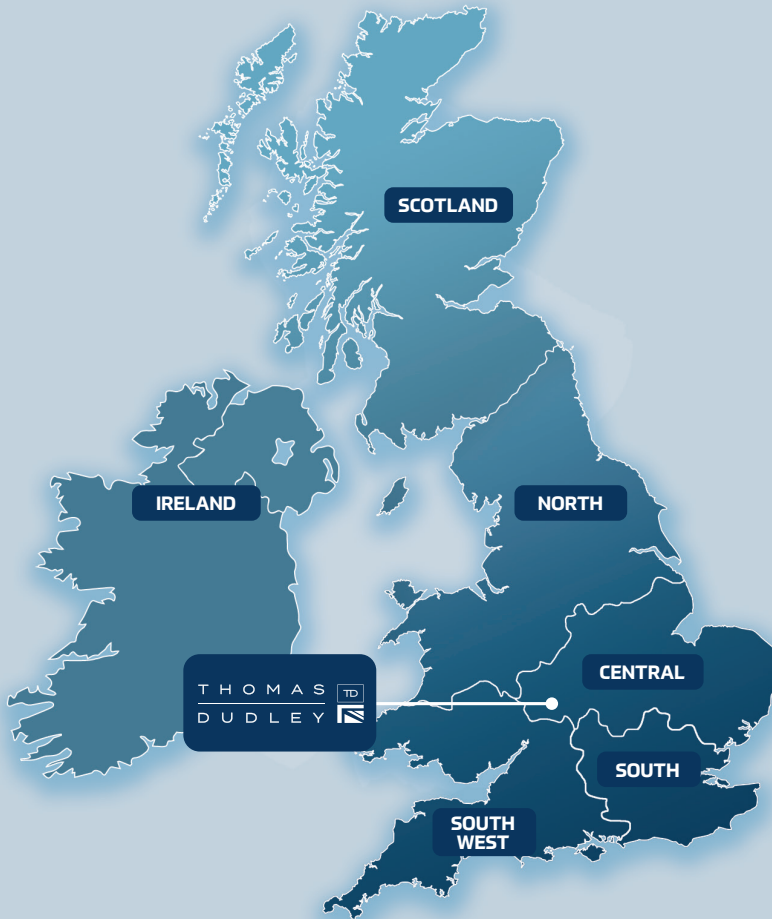 SCOTLAND
IRELAND
NORTH
THOMAS TD
DUDLEY
CENTRAL
SOUTH
SOUTH
WEST